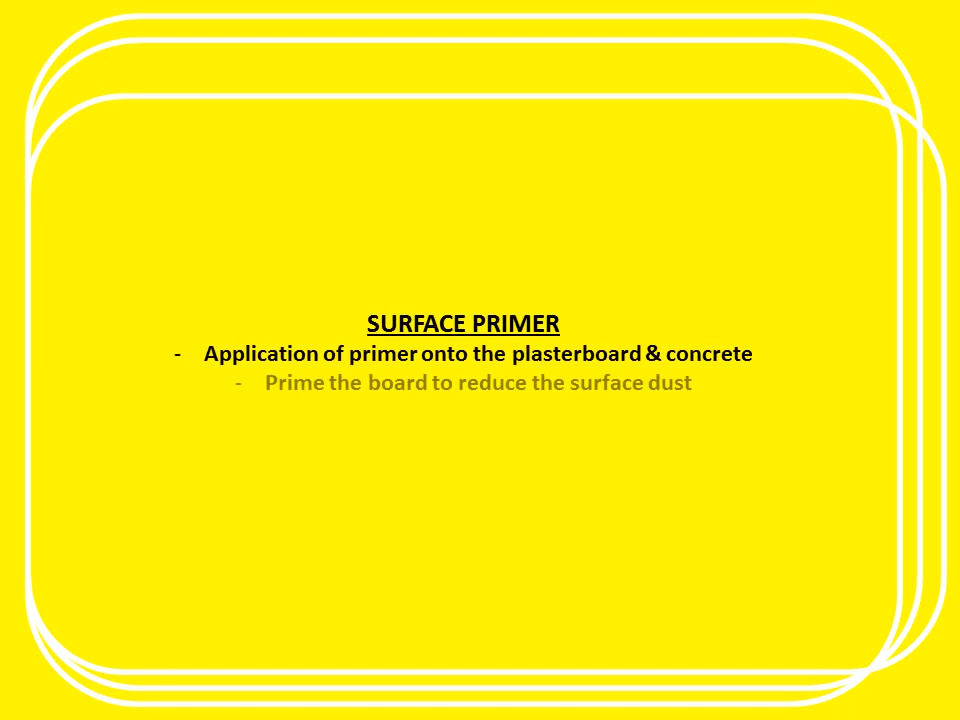 SURFACE PRIMER
- Application of primer onto the plasterboard & concrete
- Prime the board to reduce the surface dust